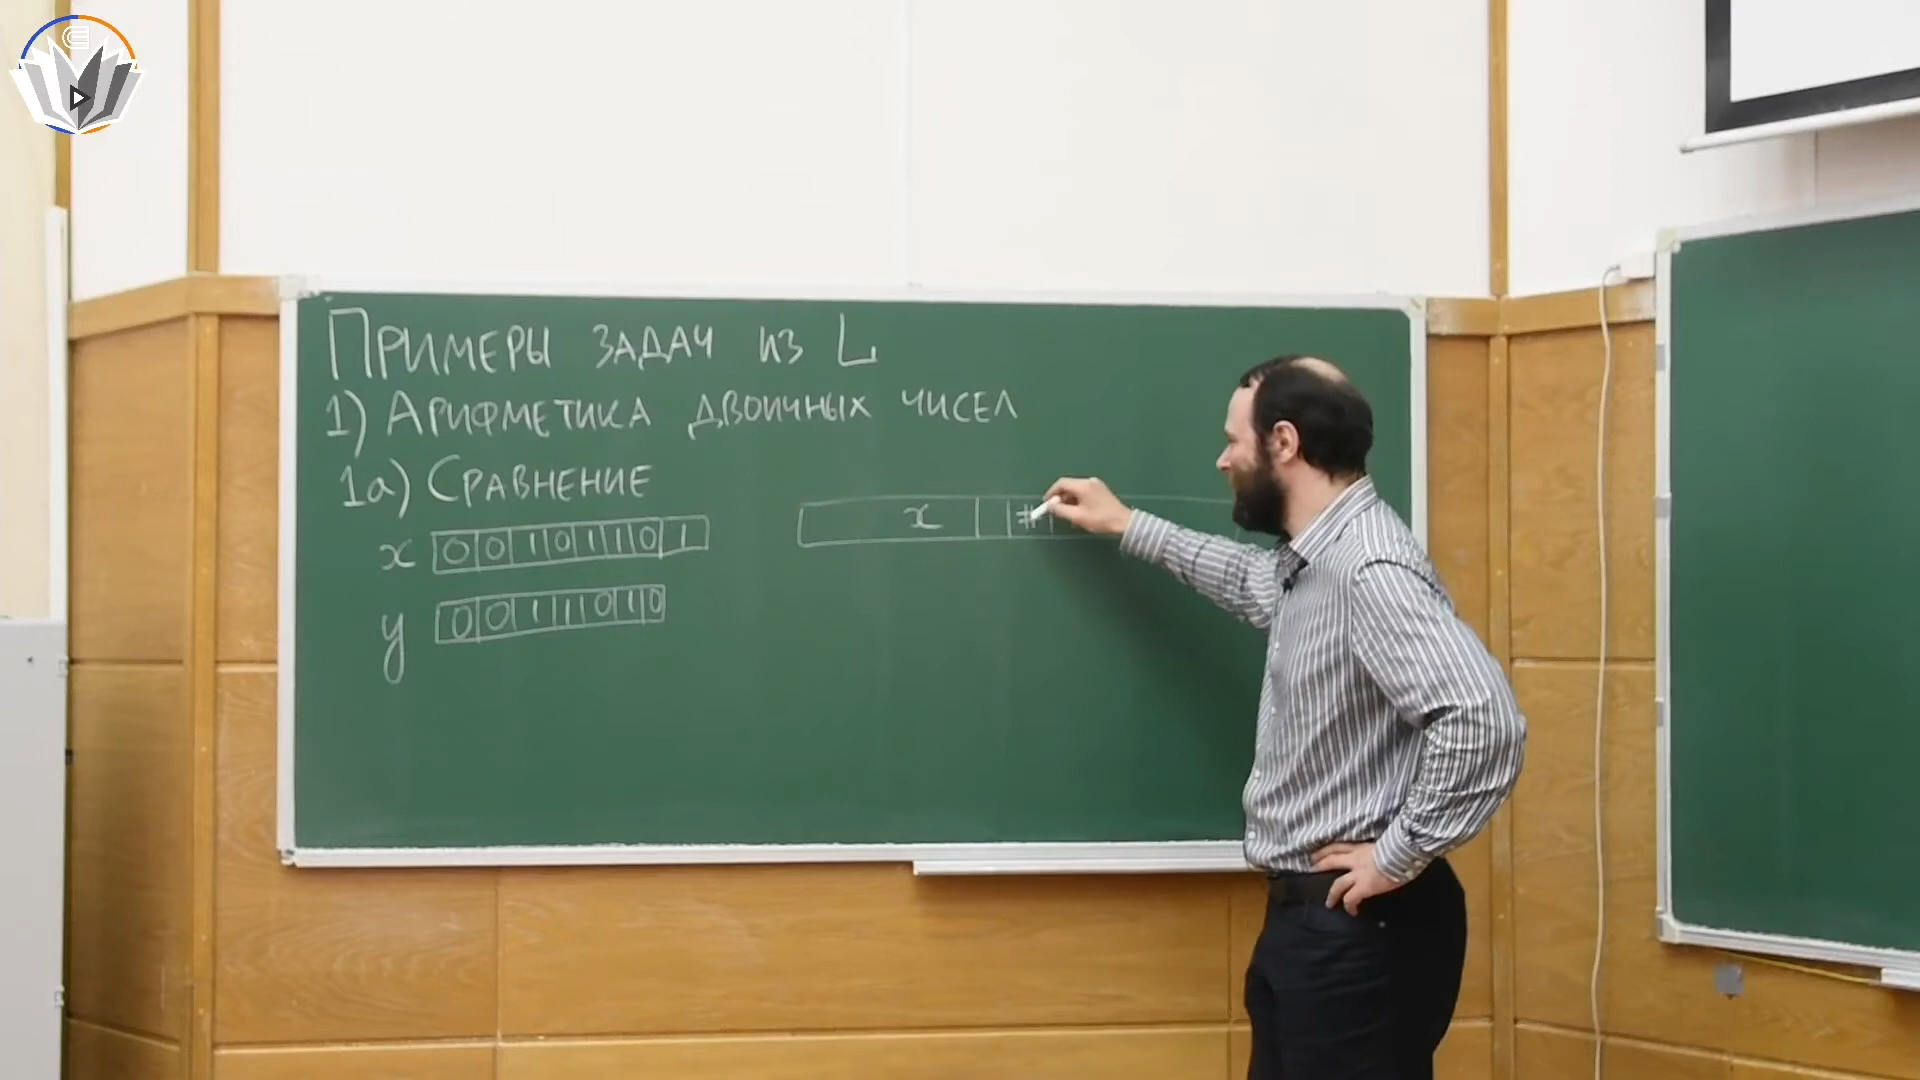 Примеры задач из L
1) Арифметика двоичных чисел
1а) Сравнение
x 0 0 1 0 1 1 0 1
x #
y 0 0 1 1 1 0 1 0